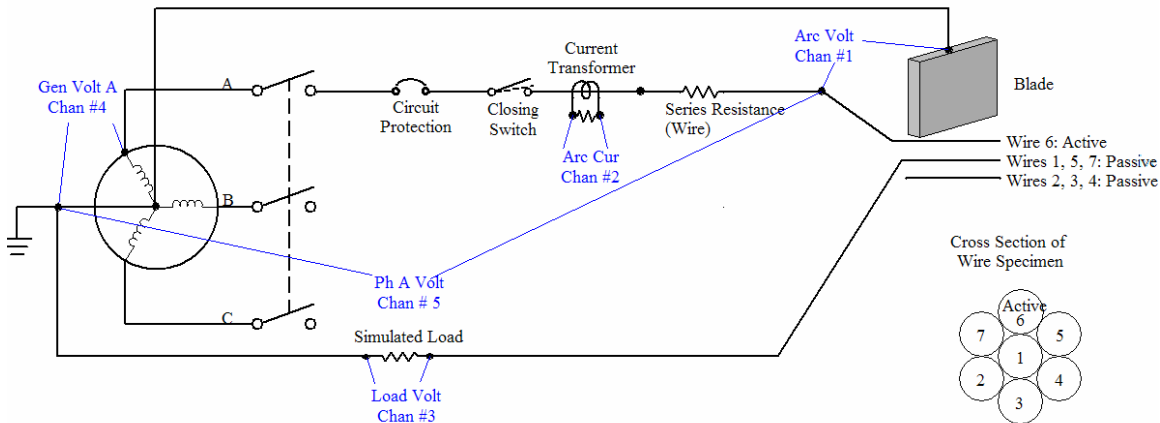 Arc Volt
Chan #1
Current
Transformer
Gen Volt A
Chan #4
A
Circuit
Protection
Closing
Switch
Series Resistance
(Wire)
Blade
Arc Cur
Chan #2
Wire 6: Active
Wires 1, 5, 7: Passive
Wires 2, 3, 4: Passive
B
Ph A Volt
Chan # 5
C
Simulated Load
Load Volt
Chan #3
Cross Section of
Wire Specimen
Active
6
7
5
1
2
4
3